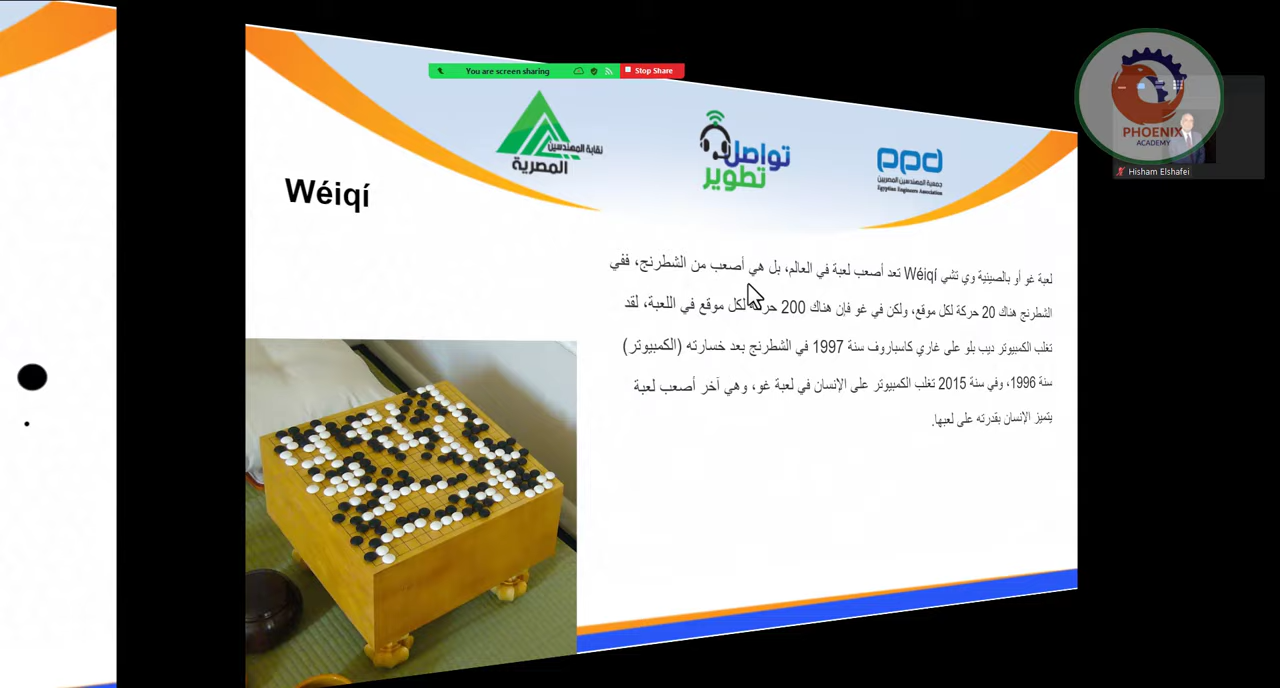 You are screen sharing
Stop Share
نقابة المهندسين
المصرية
تواصل
تطوير
ppd
جمعية المهندسين المصريين
Egyptian Engineers Association
PHOENIX
ACADEMY
Hisham Elshafei
Wéiqí
لعبة غو أو بالصينية وي تشي Wéiqí تعد أصعب لعبة في العالم، بل هي أصعب من الشطرنج، ففي
الشطرنج هناك 20 حركة لكل موقع، ولكن في غو فإن هناك 200 حركة لكل موقع في اللعبة، لقد
تغلب الكمبيوتر ديب بلو على غاري كاسباروف سنة 1997 في الشطرنج بعد خسارته (الكمبيوتر)
سنة 1996، وفي سنة 2015 تغلب الكمبيوتر على الإنسان في لعبة غو، وهي آخر أصعب لعبة
يتميز الإنسان بقدرته على لعبها.